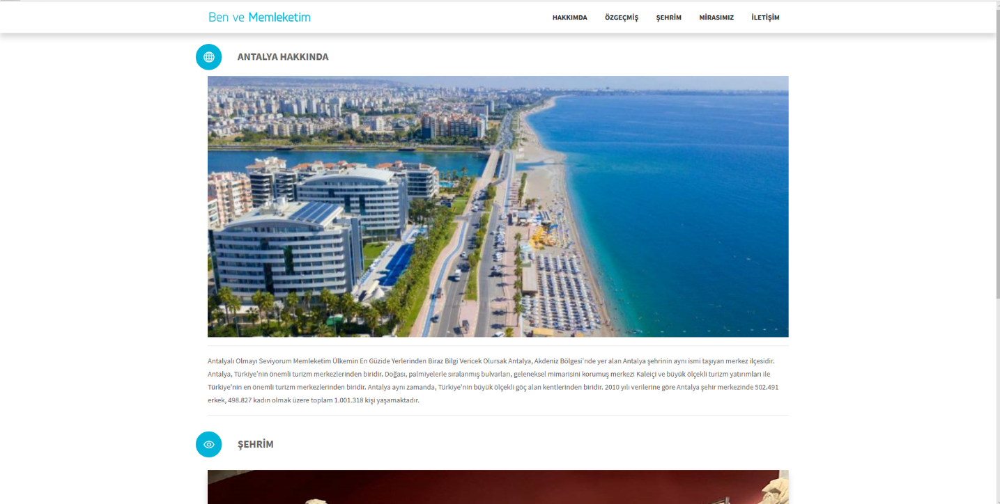 Ben ve Memleketim
HAKKIMDA ÖZGEÇMİŞ ŞEHRİM MİRASIMIZ İLETİŞİM
ANTALYA HAKKINDA
Antalyalı Olmayı Seviyorum Memleketim Ülkemin En Güzide Yerlerinden Biraz Bilgi Vericek Olursak Antalya, Akdeniz Bölgesi'nde yer alan Antalya şehrinin aynı ismi taşıyan merkez ilçesidir.
Antalya, Türkiye'nin önemli turizm merkezlerinden biridir. Doğası, palmiyelerle sıralanmış bulvarları, geleneksel mimarisini korumuş merkezi Kaleiçi ve büyük ölçekli turizm yatırımları ile
Türkiye'nin en önemli turizm merkezlerinden biridir. Antalya aynı zamanda, Türkiye'nin büyük ölçekli göç alan kentlerinden biridir. 2010 yılı verilerine göre Antalya şehir merkezinde 502.491
erkek, 498.827 kadın olmak üzere toplam 1.001.318 kişi yaşamaktadır.
ŞEHRİM